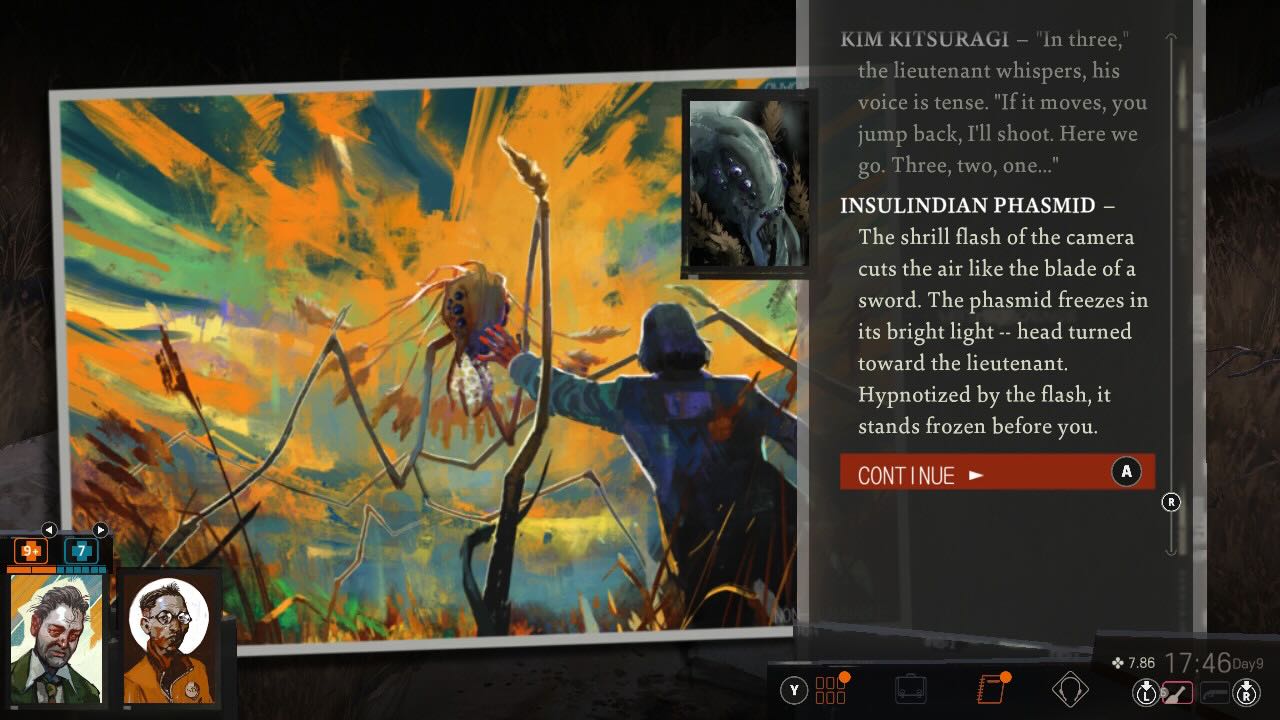 KIM KITSURAGI – "In three,"
the lieutenant whispers, his
voice is tense. "If it moves, you
jump back, I'll shoot. Here we
go. Three, two, one..."
INSULINDIAN PHASMID –
The shrill flash of the camera
cuts the air like the blade of a
sword. The phasmid freezes in
its bright light -- head turned
toward the lieutenant.
Hypnotized by the flash, it
stands frozen before you.
CONTINUE ► A
R
9+ 7
7.86 17:46 Day9
Y L R